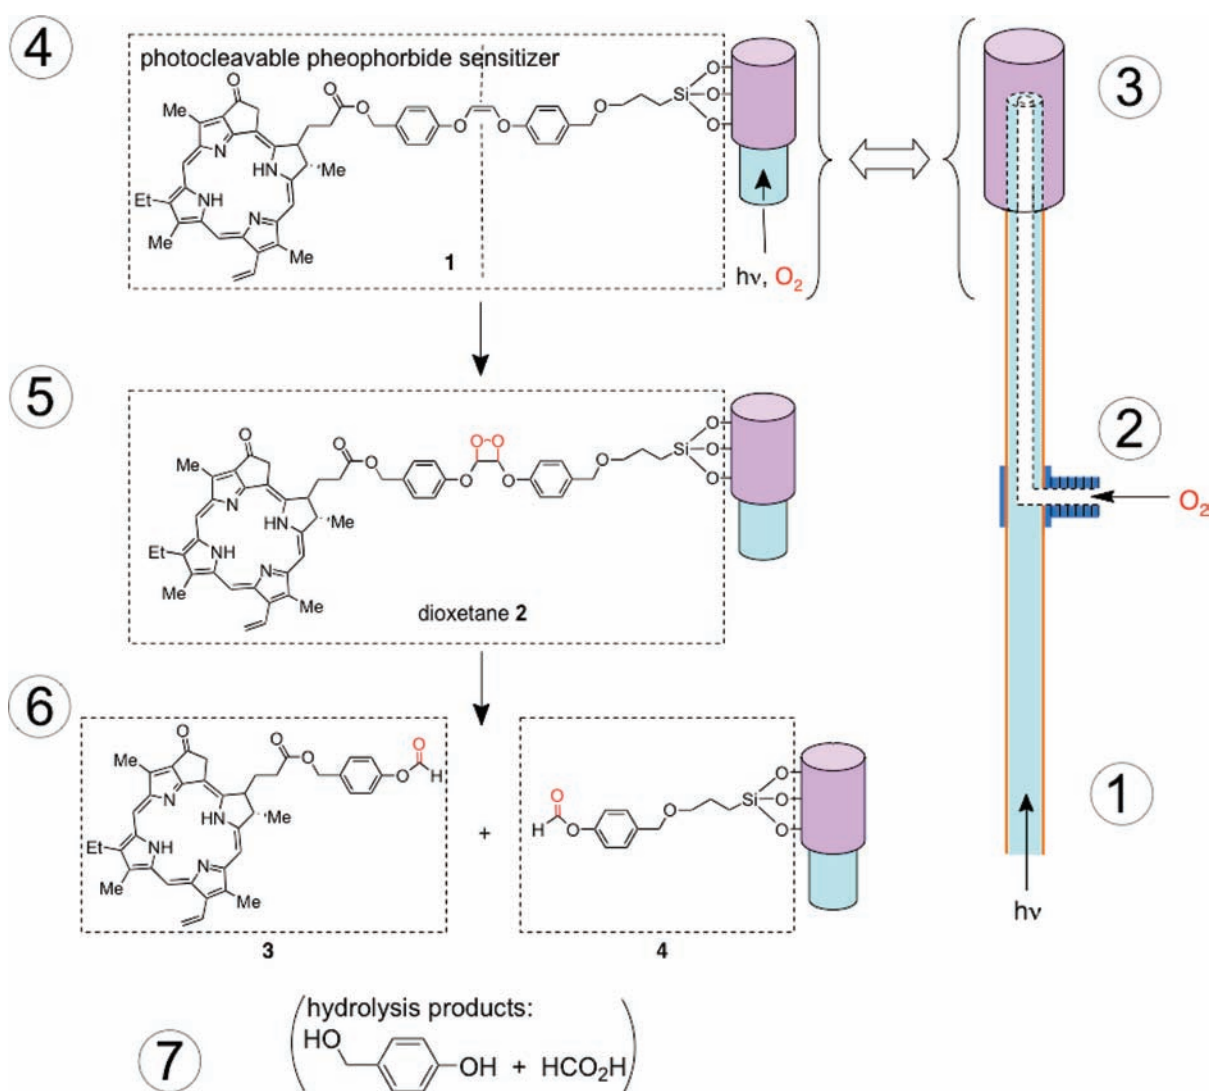 4
photocleavable pheophorbide sensitizer
O
Me
N
HN
NH
N
Et
Me
Me
Me
O
O
O
O
O
Si
O
O
O
1
hν, O2
3
5
O
Me
N
HN
NH
N
Et
Me
Me
Me
O
O
O
O–O
O
O
Si
O
O
O
dioxetane 2
2
O2
6
O
Me
N
HN
NH
N
Et
Me
Me
Me
O
O
O
O
H
3
+
O
H
O
O
Si
O
O
O
4
1
hν
7
hydrolysis products:
HO
OH + HCO2H